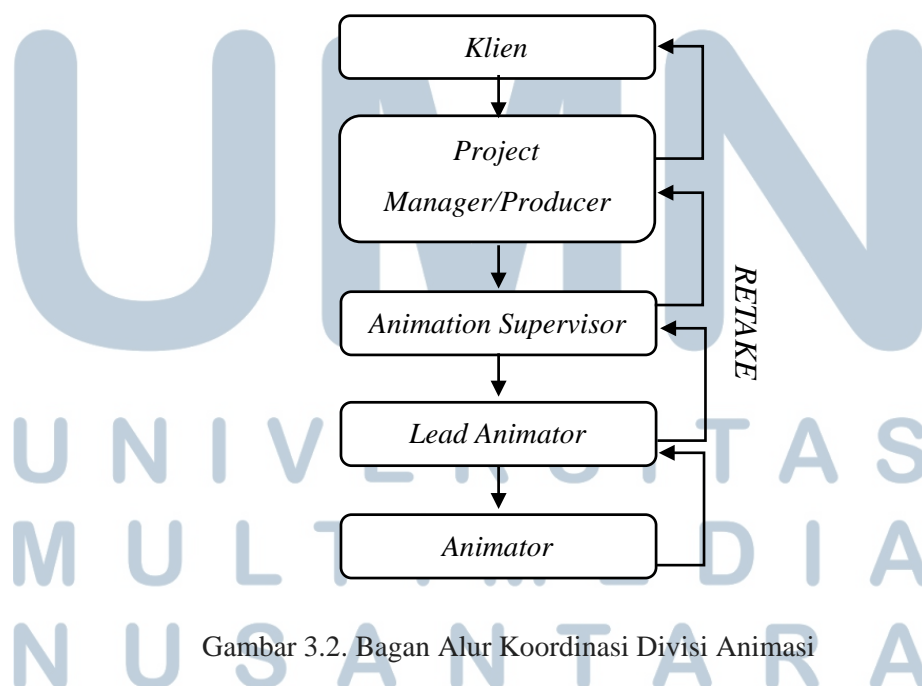 Klien
Project
Manager/Producer
Animation Supervisor
RETAKE
Lead Animator
Animator
Gambar 3.2. Bagan Alur Koordinasi Divisi Animasi
UMN
UNIVERSITAS
MULTIMEDIA
NUSANTARA